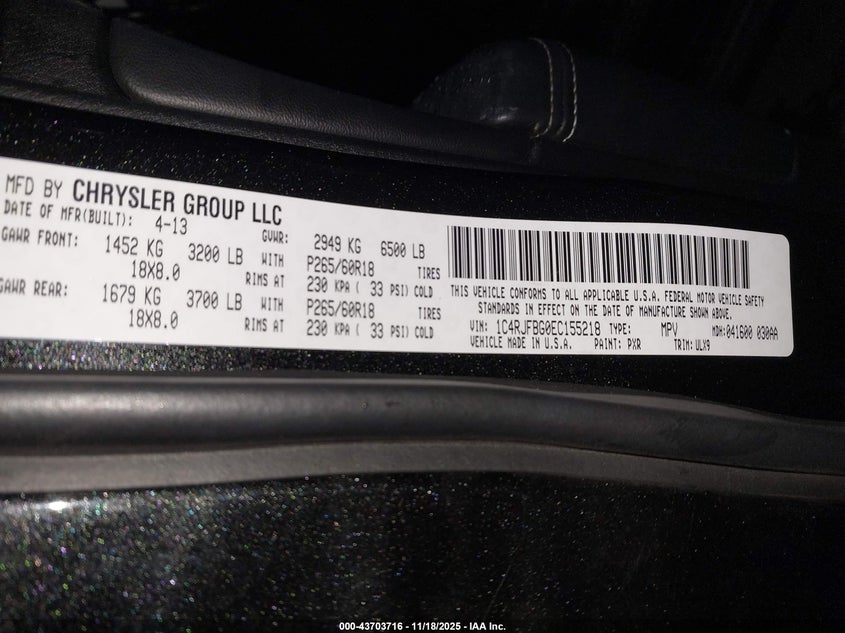 MFD BY CHRYSLER GROUP LLC
DATE OF MFR(BUILT): 4-13
GVWR: 2949 KG 6500 LB
GAWR FRONT: 1452 KG 3200 LB WITH P265/60R18 TIRES
18X8.0 RIMS AT 230 KPA ( 33 PSI) COLD
GAWR REAR: 1679 KG 3700 LB WITH P265/60R18 TIRES
18X8.0 RIMS AT 230 KPA ( 33 PSI) COLD
THIS VEHICLE CONFORMS TO ALL APPLICABLE U.S.A. FEDERAL MOTOR VEHICLE SAFETY
STANDARDS IN EFFECT ON THE DATE OF MANUFACTURE SHOWN ABOVE.
VIN: 1C4RJFBG0EC155218 TYPE: MPV MDH:041600 030AA
VEHICLE MADE IN U.S.A. PAINT: PXR TRIM: ULX9
000-43703716 - 11/18/2025 - IAA Inc.